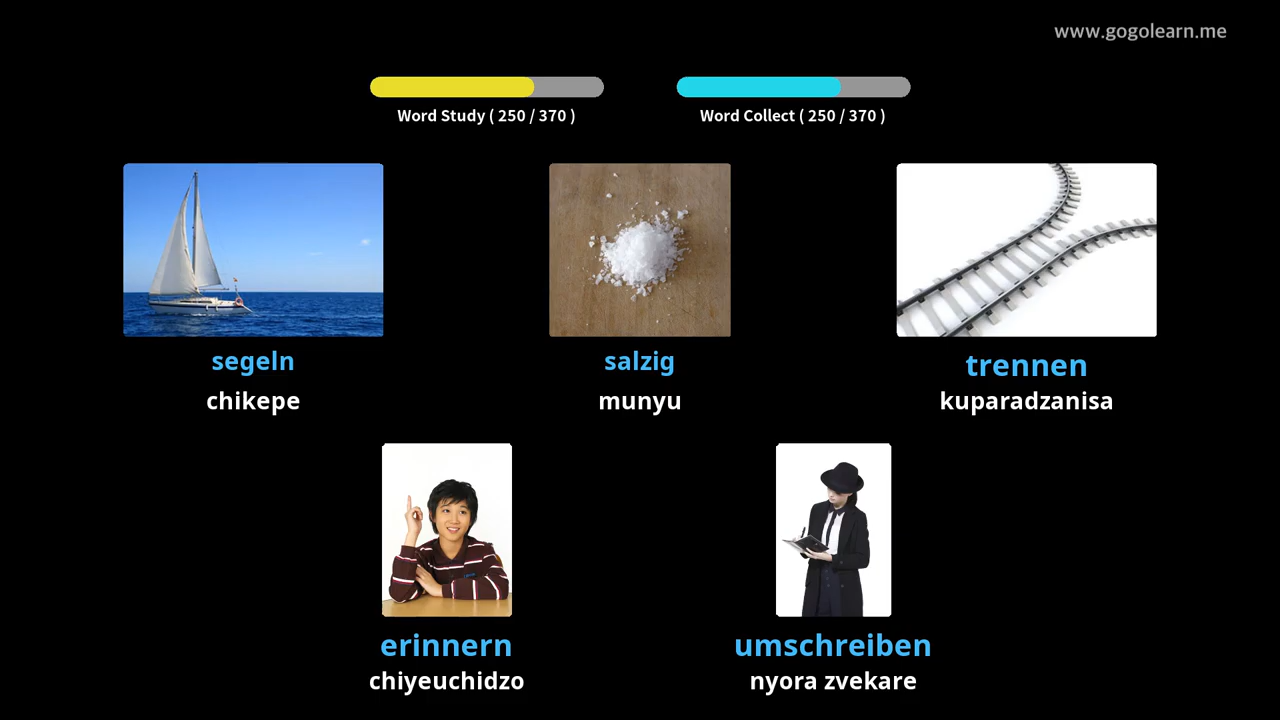 www.gogolearn.me
Word Study ( 250 / 370 )
Word Collect ( 250 / 370 )
segeln
chikepe
salzig
munyu
trennen
kuparadzanisa
erinnern
chiyeuchidzo
umschreiben
nyora zvekare